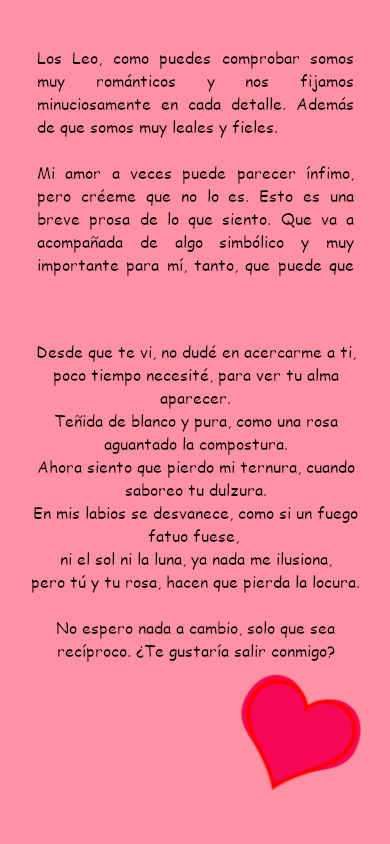 Los Leo, como puedes comprobar somos
muy románticos y nos fijamos
minuciosamente en cada detalle. Además
de que somos muy leales y fieles.
Mi amor a veces puede parecer ínfimo,
pero créeme que no lo es. Esto es una
breve prosa de lo que siento. Que va a
acompañada de algo simbólico y muy
importante para mí, tanto, que puede que
Desde que te vi, no dudé en acercarme a ti,
poco tiempo necesité, para ver tu alma
aparecer.
Teñida de blanco y pura, como una rosa
aguantado la compostura.
Ahora siento que pierdo mi ternura, cuando
saboreo tu dulzura.
En mis labios se desvanece, como si un fuego
fatuo fuese,
ni el sol ni la luna, ya nada me ilusiona,
pero tú y tu rosa, hacen que pierda la locura.
No espero nada a cambio, solo que sea
recíproco. ¿Te gustaría salir conmigo?